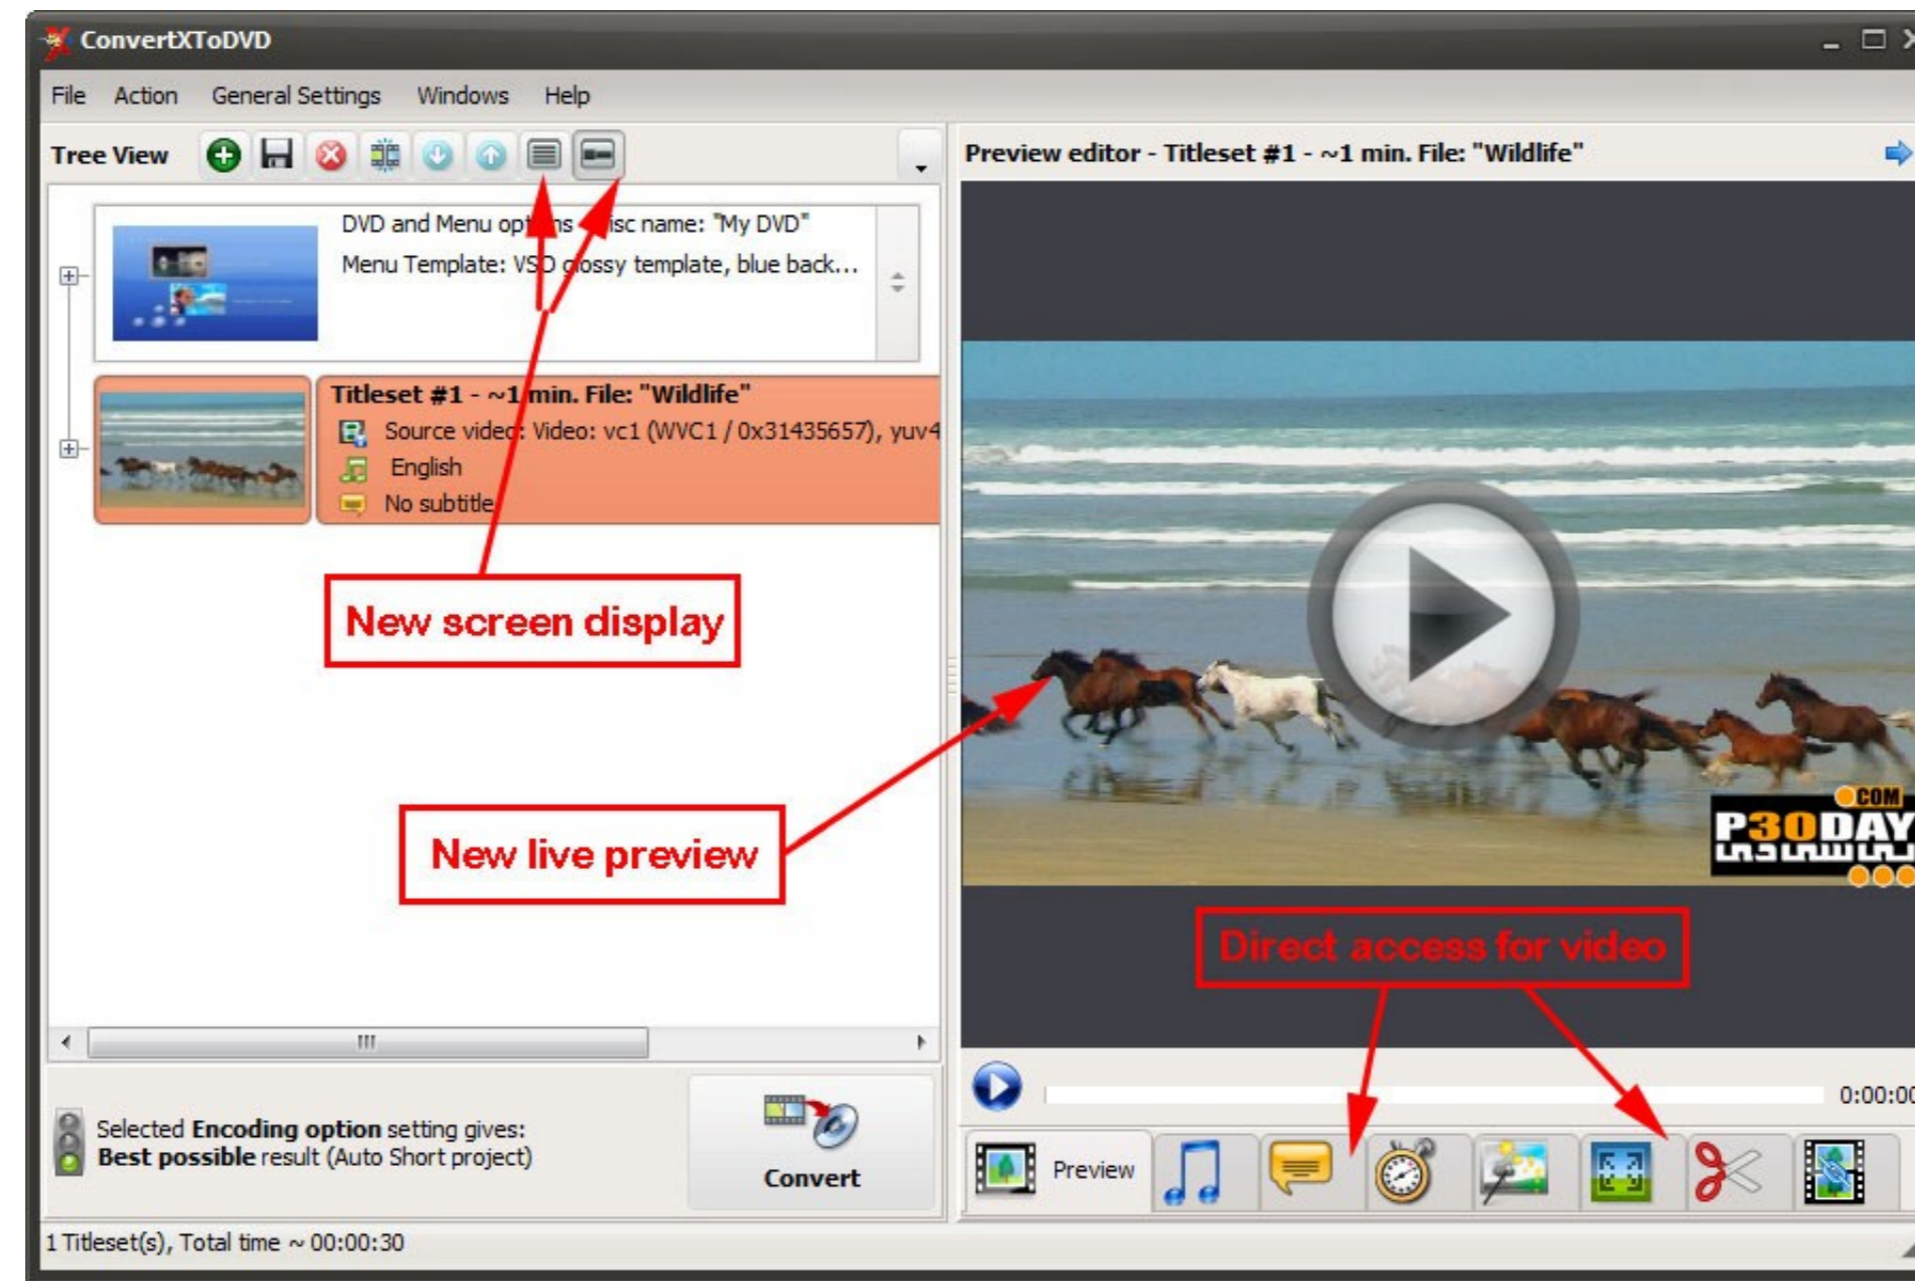 ConvertXToDVD
File Action General Settings Windows Help
Tree View
DVD and Menu options disc name: "My DVD"
Menu Template: VSO glossy template, blue back...
Titleset #1 - ~1 min. File: "Wildlife"
Source video: Video: vc1 (WVC1 / 0x31435657), yuv4
English
No subtitle
New screen display
New live preview
Selected Encoding option setting gives:
Best possible result (Auto Short project)
Convert
1 Titleset(s), Total time ~ 00:00:30
Preview editor - Titleset #1 - ~1 min. File: "Wildlife"
.COM
P30DAY
Direct access for video
0:00:00
Preview